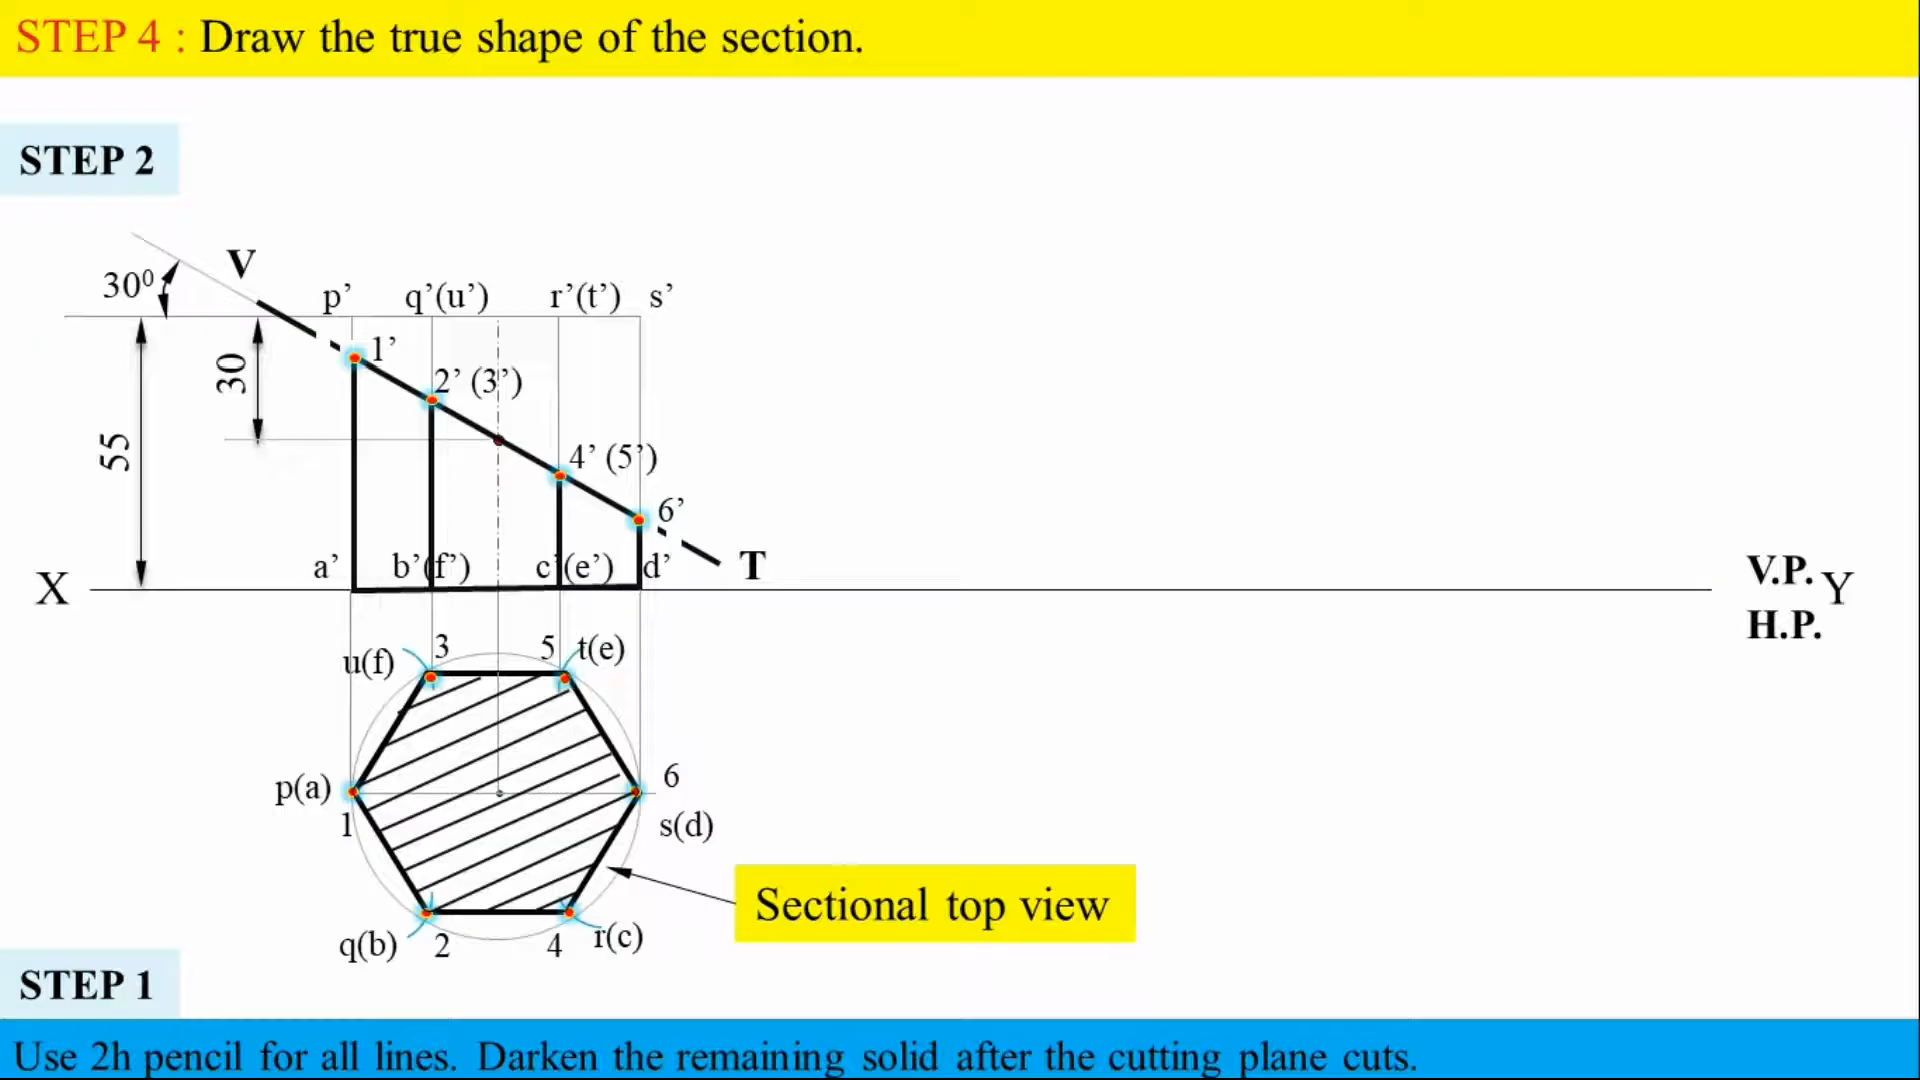 STEP 4 : Draw the true shape of the section.
STEP 2
V
30⁰
p’ q’(u’) r’(t’) s’
1’
30
2’ (3’)
55
4’ (5’)
6’
a’ b’(f’) c’(e’) d’ T
X
V.P. Y
H.P.
u(f) 3 5 t(e)
p(a) 6
1 s(d)
Sectional top view
q(b) 2 4 r(c)
STEP 1
Use 2h pencil for all lines. Darken the remaining solid after the cutting plane cuts.